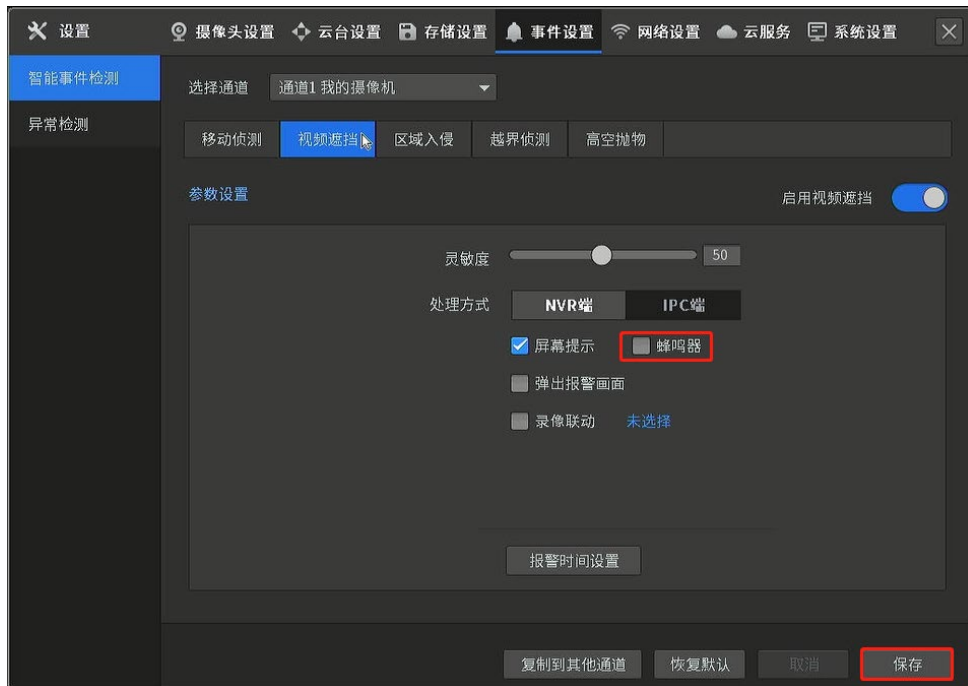 设置 摄像头设置 云台设置 存储设置 事件设置 网络设置 云服务 系统设置
智能事件检测
异常检测
选择通道 通道1 我的摄像机
移动侦测 视频遮挡 区域入侵 越界侦测 高空抛物
参数设置
启用视频遮挡
灵敏度 50
处理方式 NVR端 IPC端
屏幕提示 蜂鸣器
弹出报警画面
录像联动 未选择
报警时间设置
复制到其他通道 恢复默认 取消 保存